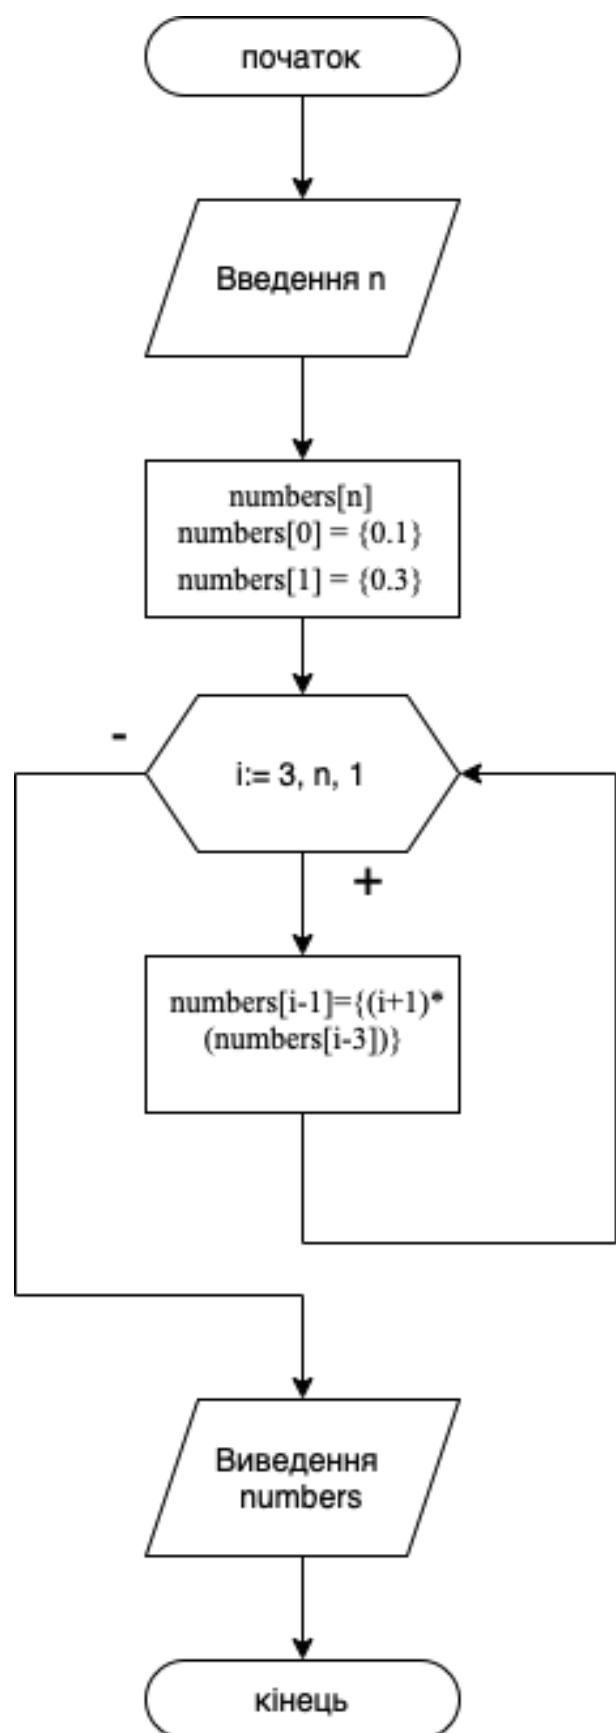 початок
Введення n
numbers[n]
numbers[0] = {0.1}
numbers[1] = {0.3}
-
i:= 3, n, 1
+
numbers[i-1]={(i+1)*
(numbers[i-3])}
Виведення
numbers
кінець